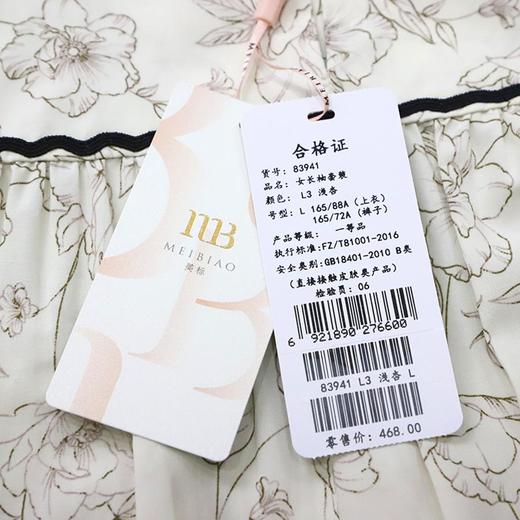 MB
MEIBIAO
美标
合格证
货号: 83941
品名: 女长袖套装
颜色: L3 浅杏
号型: L 165/88A (上衣)
165/72A (裤子)
产品等级: 一等品
执行标准:FZ/T81001-2016
安全类别:GB18401-2010 B类
(直接接触皮肤类产品)
检验员: 06
6 921890 276600
83941 L3 浅杏 L
零售价: 468.00